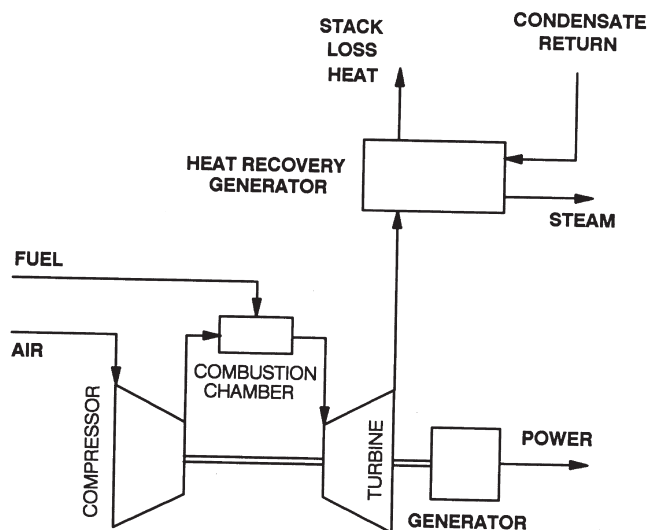 STACK
LOSS
HEAT
CONDENSATE
RETURN
HEAT RECOVERY
GENERATOR
STEAM
FUEL
AIR
COMBUSTION
CHAMBER
COMPRESSOR
TURBINE
POWER
GENERATOR